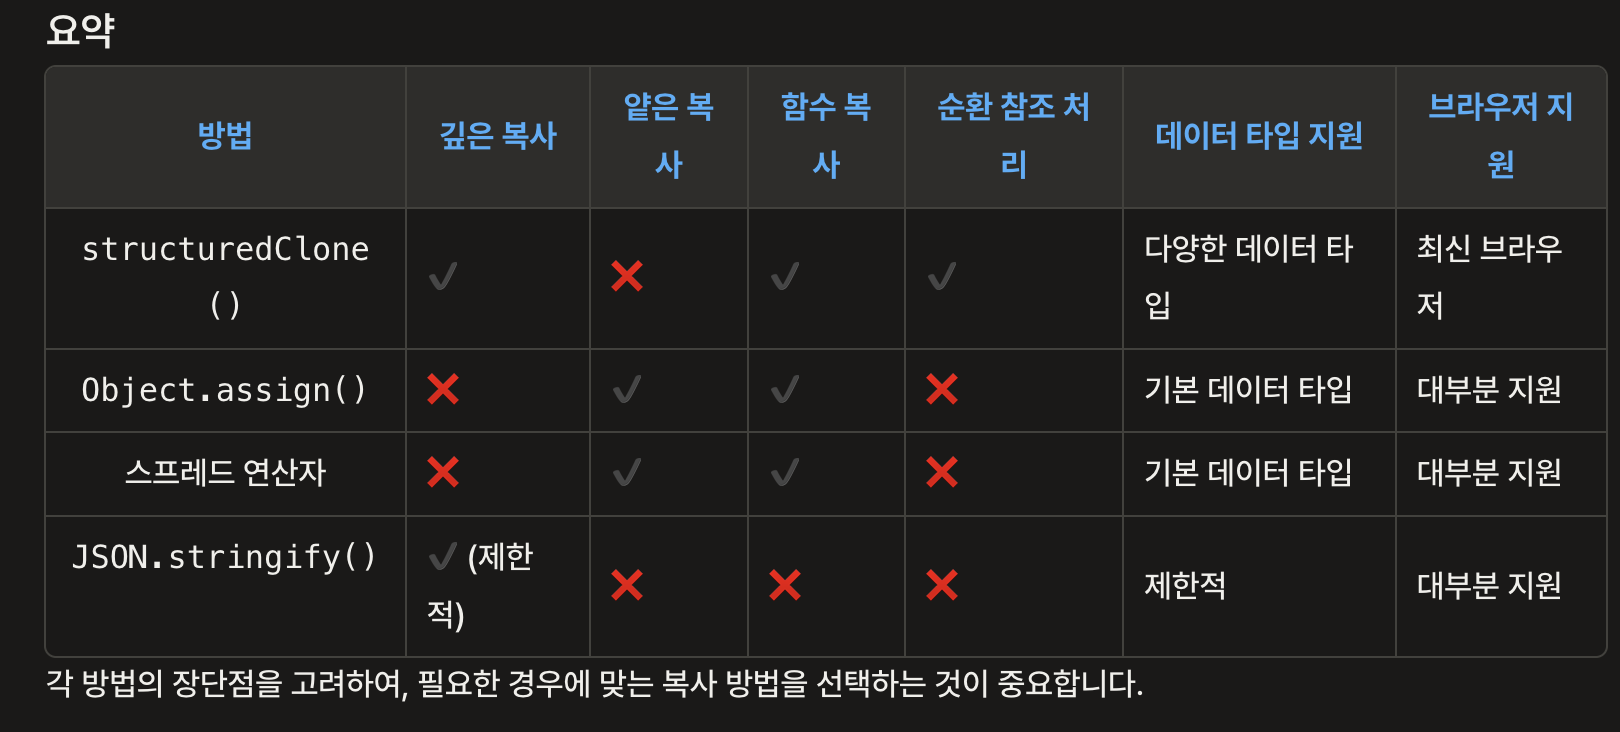 요약
방법 깊은 복사 얕은 복사 함수 복사 순환 참조 처리 데이터 타입 지원 브라우저 지원
structuredClone() ✔ ❌ ✔ ✔ 다양한 데이터 타입 최신 브라우저
Object.assign() ❌ ✔ ✔ ❌ 기본 데이터 타입 대부분 지원
스프레드 연산자 ❌ ✔ ✔ ❌ 기본 데이터 타입 대부분 지원
JSON.stringify() ✔ (제한적) ❌ ❌ ❌ 제한적 대부분 지원
각 방법의 장단점을 고려하여, 필요한 경우에 맞는 복사 방법을 선택하는 것이 중요합니다.